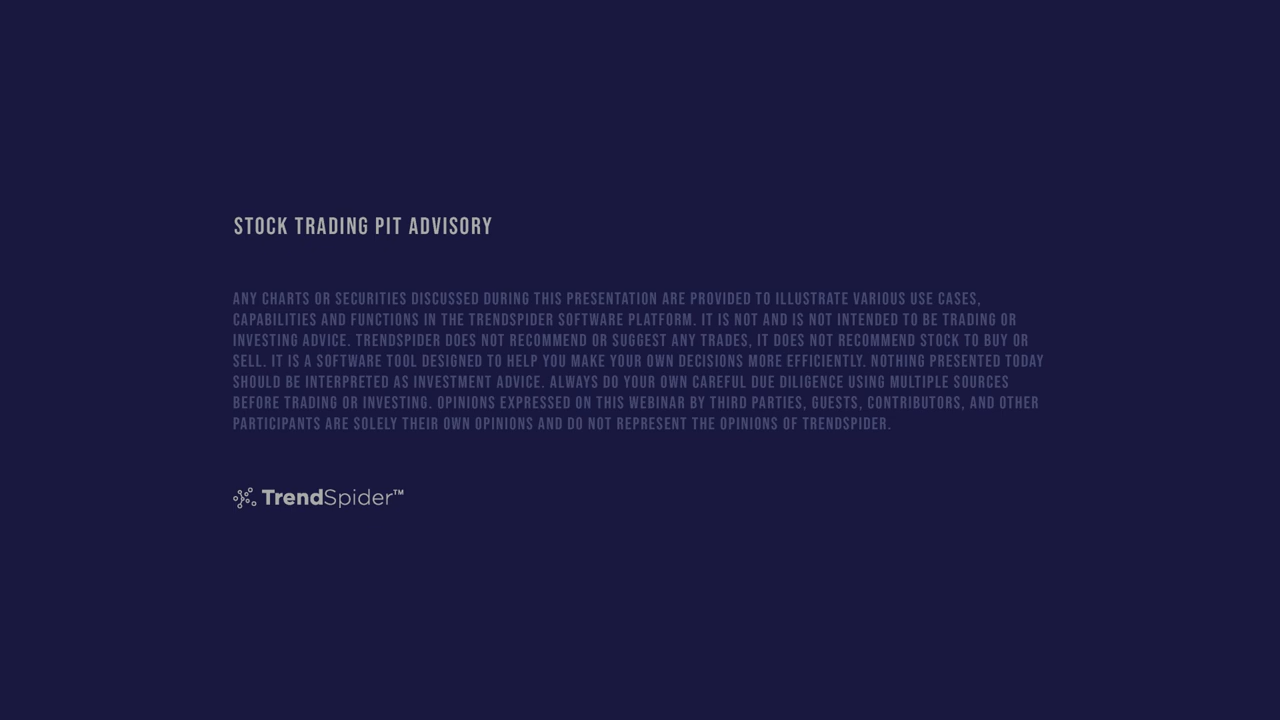 STOCK TRADING PIT ADVISORY
ANY CHARTS OR SECURITIES DISCUSSED DURING THIS PRESENTATION ARE PROVIDED TO ILLUSTRATE VARIOUS USE CASES,
CAPABILITIES AND FUNCTIONS IN THE TRENDSPIDER SOFTWARE PLATFORM. IT IS NOT AND IS NOT INTENDED TO BE TRADING OR
INVESTING ADVICE. TRENDSPIDER DOES NOT RECOMMEND OR SUGGEST ANY TRADES, IT DOES NOT RECOMMEND STOCK TO BUY OR
SELL. IT IS A SOFTWARE TOOL DESIGNED TO HELP YOU MAKE YOUR OWN DECISIONS MORE EFFICIENTLY. NOTHING PRESENTED TODAY
SHOULD BE INTERPRETED AS INVESTMENT ADVICE. ALWAYS DO YOUR OWN CAREFUL DUE DILIGENCE USING MULTIPLE SOURCES
BEFORE TRADING OR INVESTING. OPINIONS EXPRESSED ON THIS WEBINAR BY THIRD PARTIES, GUESTS, CONTRIBUTORS, AND OTHER
PARTICIPANTS ARE SOLELY THEIR OWN OPINIONS AND DO NOT REPRESENT THE OPINIONS OF TRENDSPIDER.
TrendSpider™